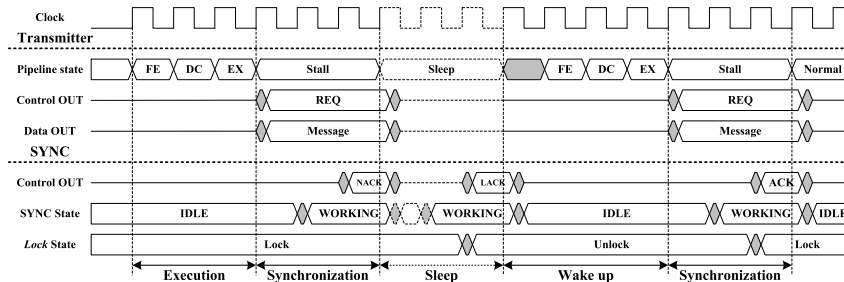 Clock
Transmitter
Pipeline state FE DC EX Stall Sleep FE DC EX Stall Normal
Control OUT REQ REQ
Data OUT Message Message
SYNC
Control OUT NACK LACK ACK
SYNC State IDLE WORKING WORKING IDLE WORKING IDLE
Lock State Lock Unlock Lock
Execution Synchronization Sleep Wake up Synchronization